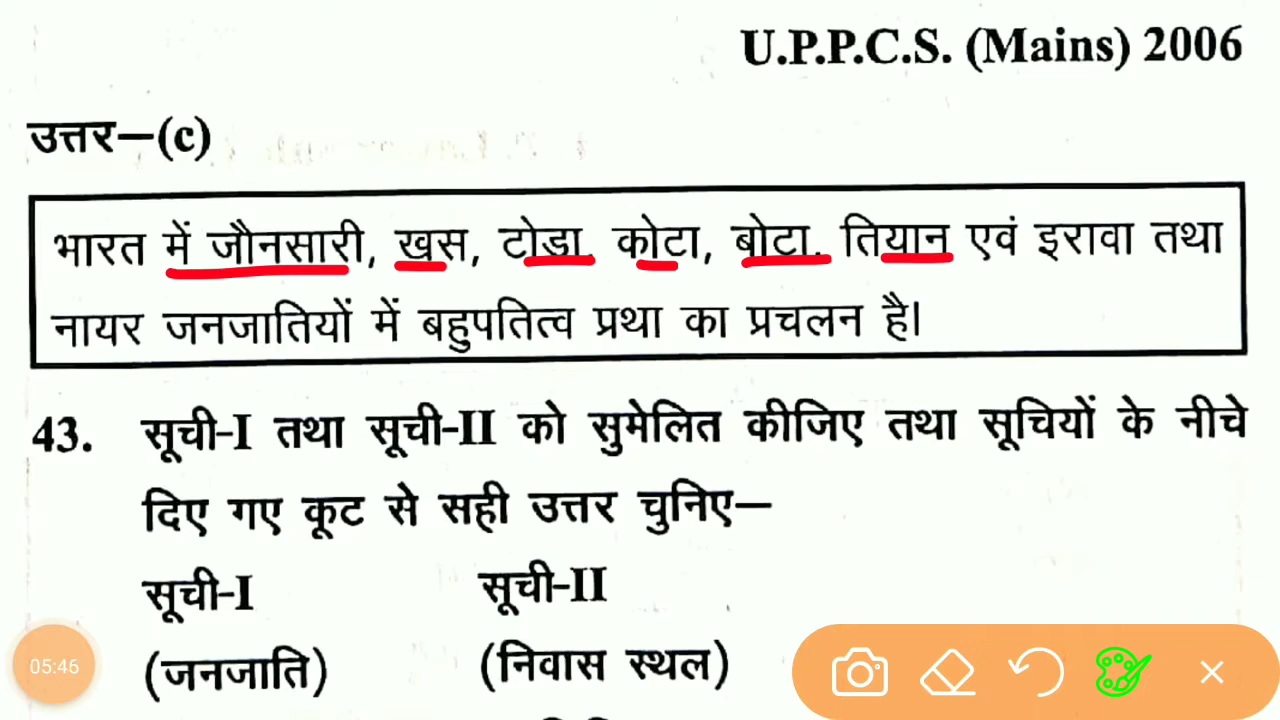 U.P.P.C.S. (Mains) 2006
उत्तर–(c)
भारत में जौनसारी, खस, टोडा, कोटा, बोटा, तियान एवं इरावा तथा
नायर जनजातियों में बहुपतित्व प्रथा का प्रचलन है।
43. सूची-I तथा सूची-II को सुमेलित कीजिए तथा सूचियों के नीचे
दिए गए कूट से सही उत्तर चुनिए–
सूची-I सूची-II
(जनजाति) (निवास स्थल)
05:46